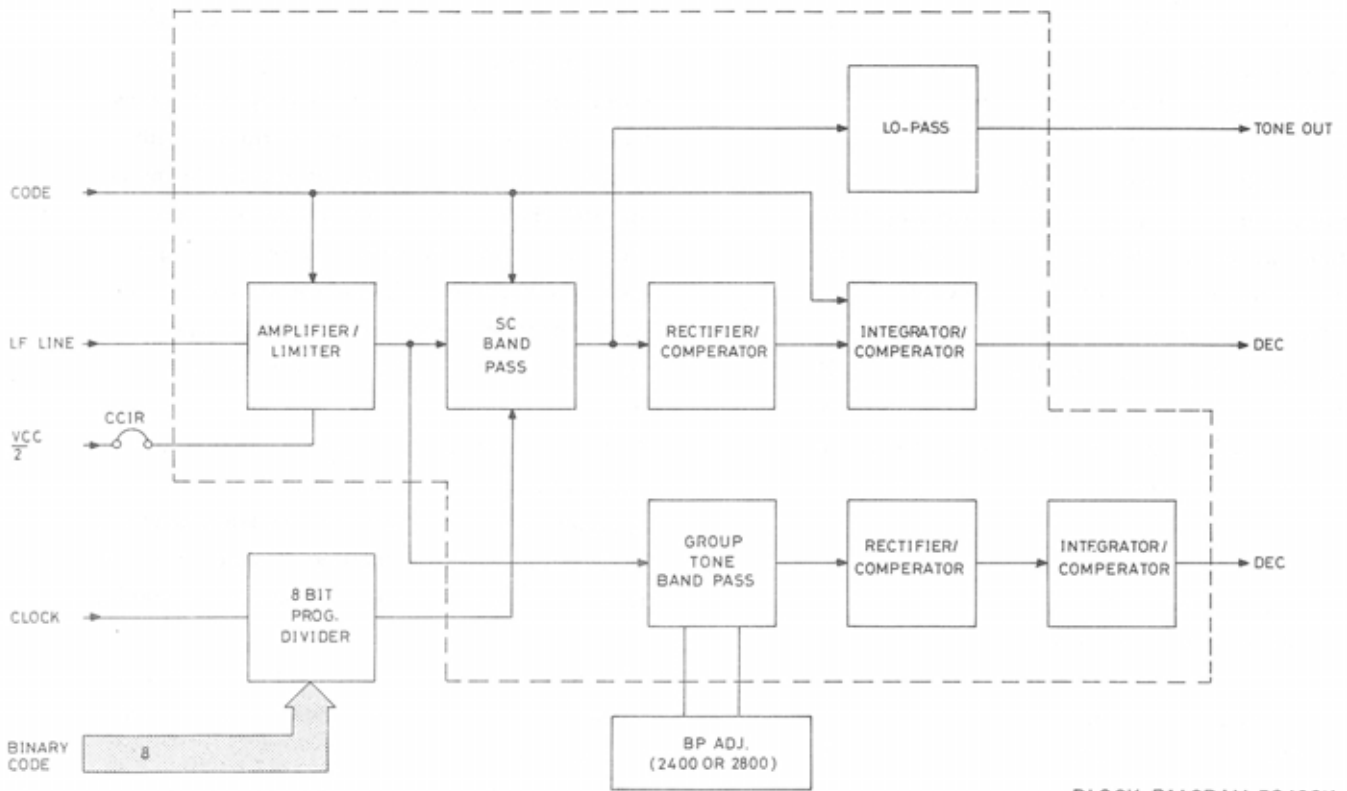 LO-PASS
TONE OUT
CODE
LF LINE
AMPLIFIER/
LIMITER
SC
BAND
PASS
RECTIFIER/
COMPERATOR
INTEGRATOR/
COMPERATOR
DEC
CCIR
VCC
2
GROUP
TONE
BAND PASS
RECTIFIER/
COMPERATOR
INTEGRATOR/
COMPERATOR
DEC
CLOCK
8 BIT
PROG.
DIVIDER
BINARY
CODE
8
BP ADJ.
(2400 OR 2800)